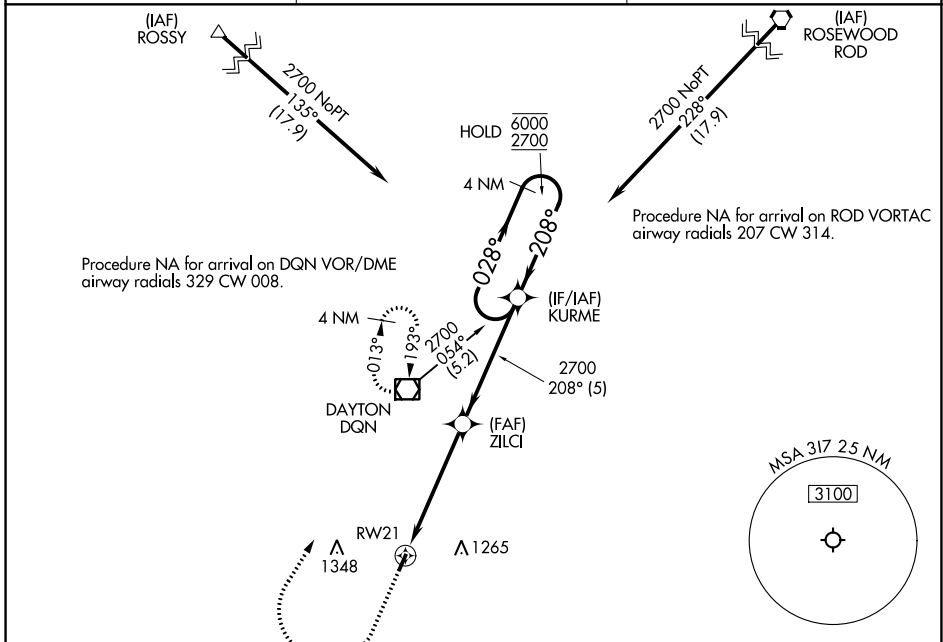 (IAF)
ROSSY
(IAF)
ROSEWOOD
ROD
2700 NoPT
135°
(17.9)
2700 NoPT
228°
(17.9)
HOLD
6000
2700
4 NM
028°
208°
Procedure NA for arrival on ROD VORTAC
airway radials 207 CW 314.
Procedure NA for arrival on DQN VOR/DME
airway radials 329 CW 008.
(IF/IAF)
KURME
4 NM
013°
193°
2700
054°
(5.2)
2700
208° (5)
DAYTON
DQN
(FAF)
ZILCI
MSA 3I7 25 NM
3100
RW21
1348
1265